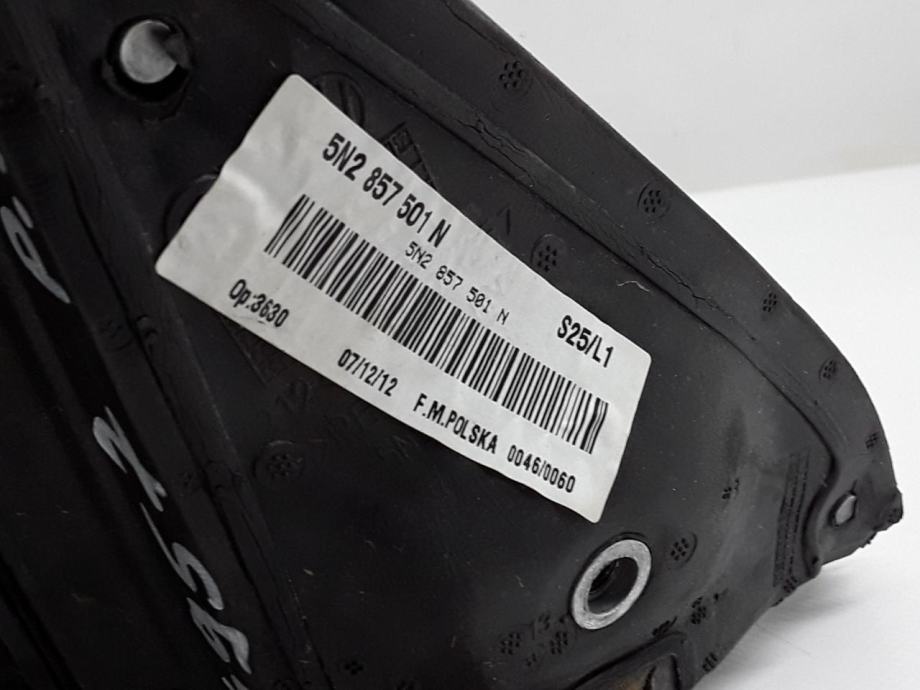 5N2 857 501 N
5N2 857 501 N
S25/L1
Op:3630
07/12/12 F.M.POLSKA 0046/0060